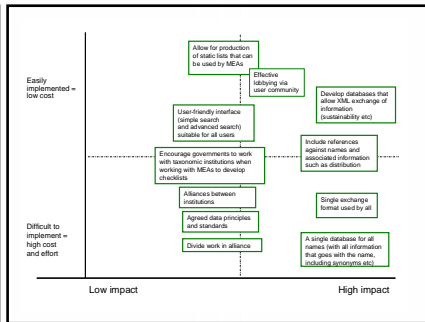 Allow for production
of static lists that can
be used by MEAs
Effective
lobbying via
user community
Easily
implemented =
low cost
Develop databases that
allow XML exchange of
information
(sustainability etc)
User-friendly interface
(simple search
and advanced search)
suitable for all users
Include references
against names and
associated information
such as distribution
Encourage governments to work
with taxonomic institutions when
working with MEAs to develop
checklists
Alliances between
institutions
Single exchange
format used by all
Agreed data principles
and standards
Difficult to
implement =
high cost
and effort
Divide work in alliance
A single database for all
names (with all information
that goes with the name,
including synonyms etc)
Low impact
High impact